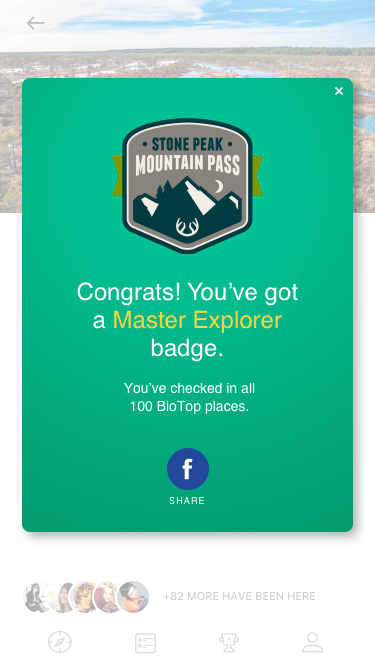 ×
• STONE PEAK •
MOUNTAIN PASS
Congrats! You’ve got
a Master Explorer
badge.
You’ve checked in all
100 BioTop places.
f
SHARE
+82 MORE HAVE BEEN HERE